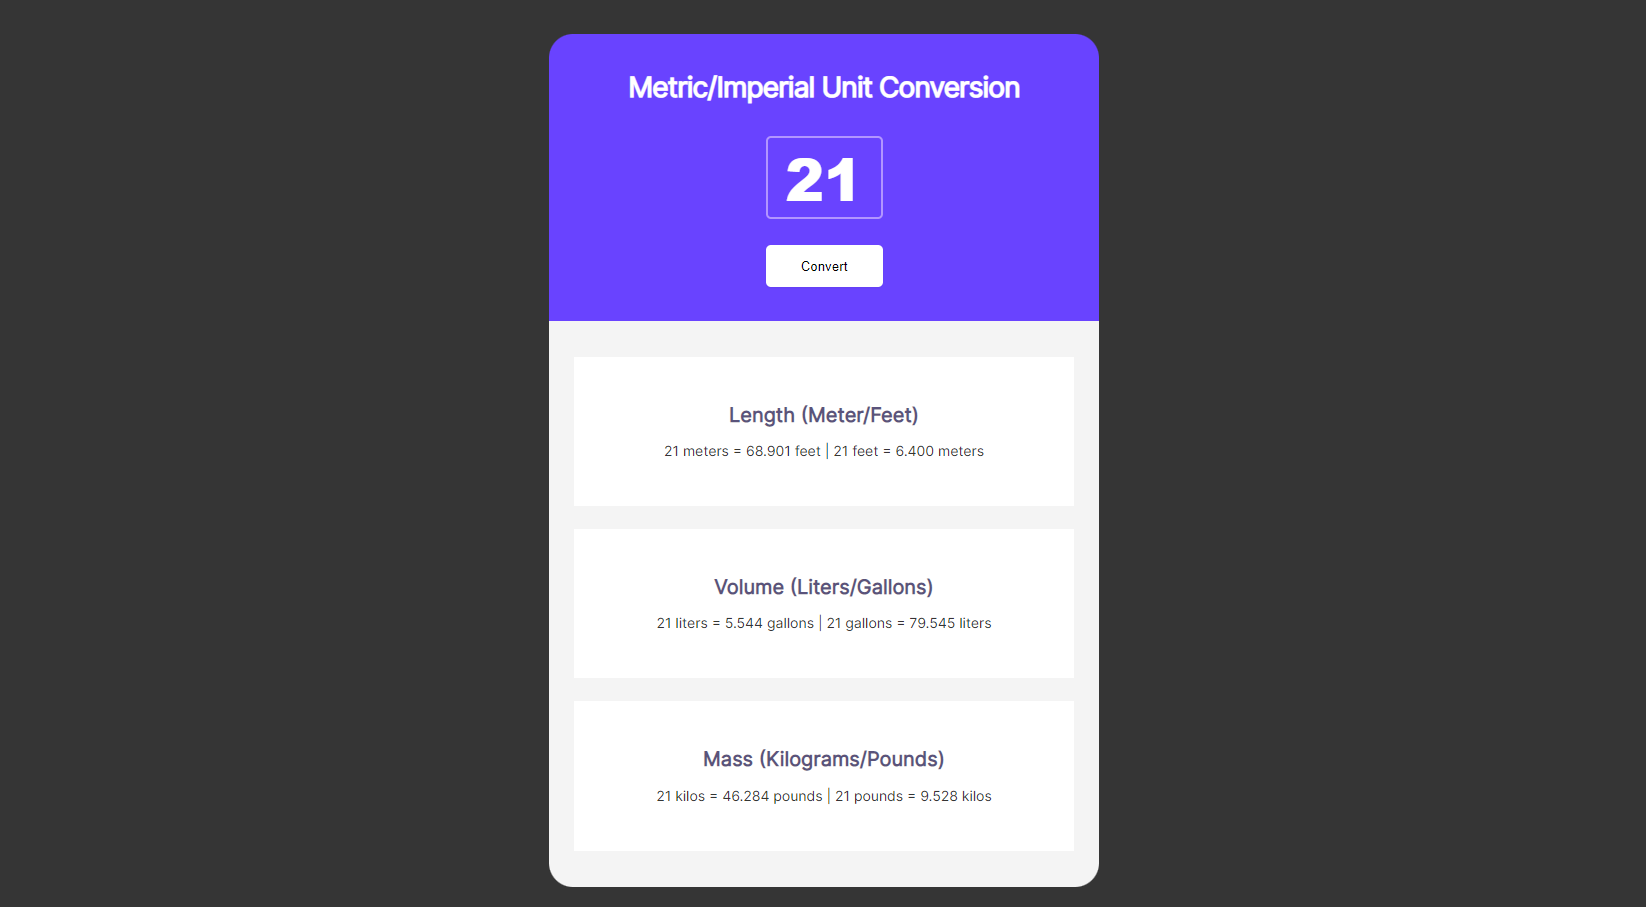 Metric/Imperial Unit Conversion
21
Convert
Length (Meter/Feet)
21 meters = 68.901 feet | 21 feet = 6.400 meters
Volume (Liters/Gallons)
21 liters = 5.544 gallons | 21 gallons = 79.545 liters
Mass (Kilograms/Pounds)
21 kilos = 46.284 pounds | 21 pounds = 9.528 kilos